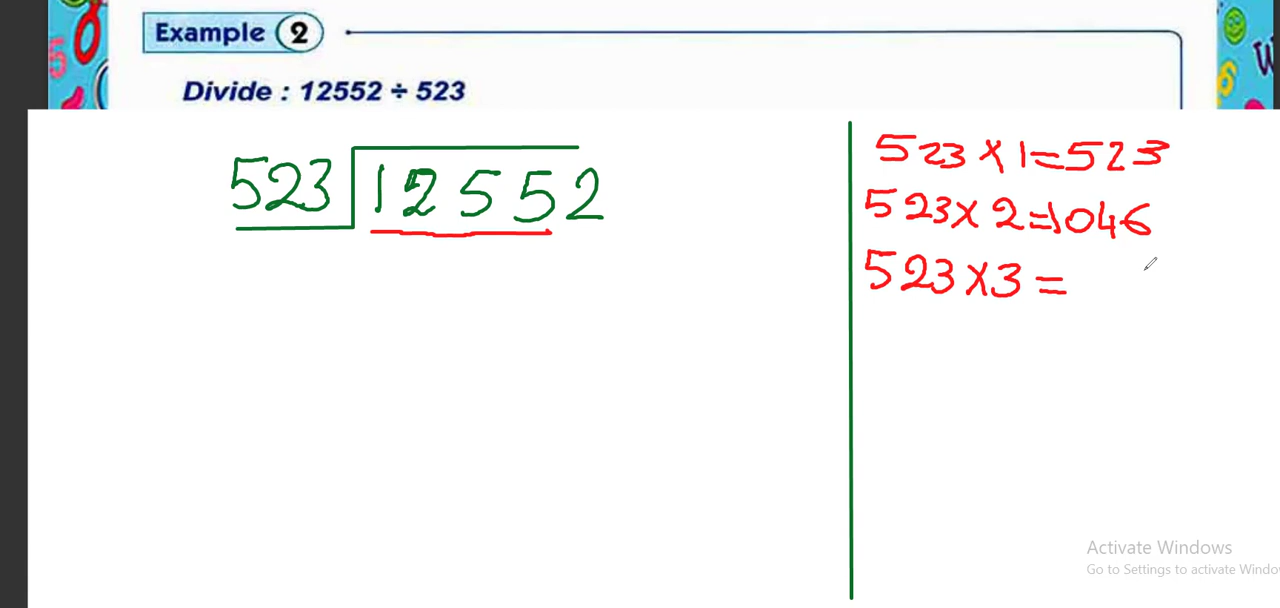 Example 2
Divide : 12552 ÷ 523
523 12552
523 × 1 = 523
523 × 2 = 1046
523 × 3 =
Activate Windows
Go to Settings to activate Windo